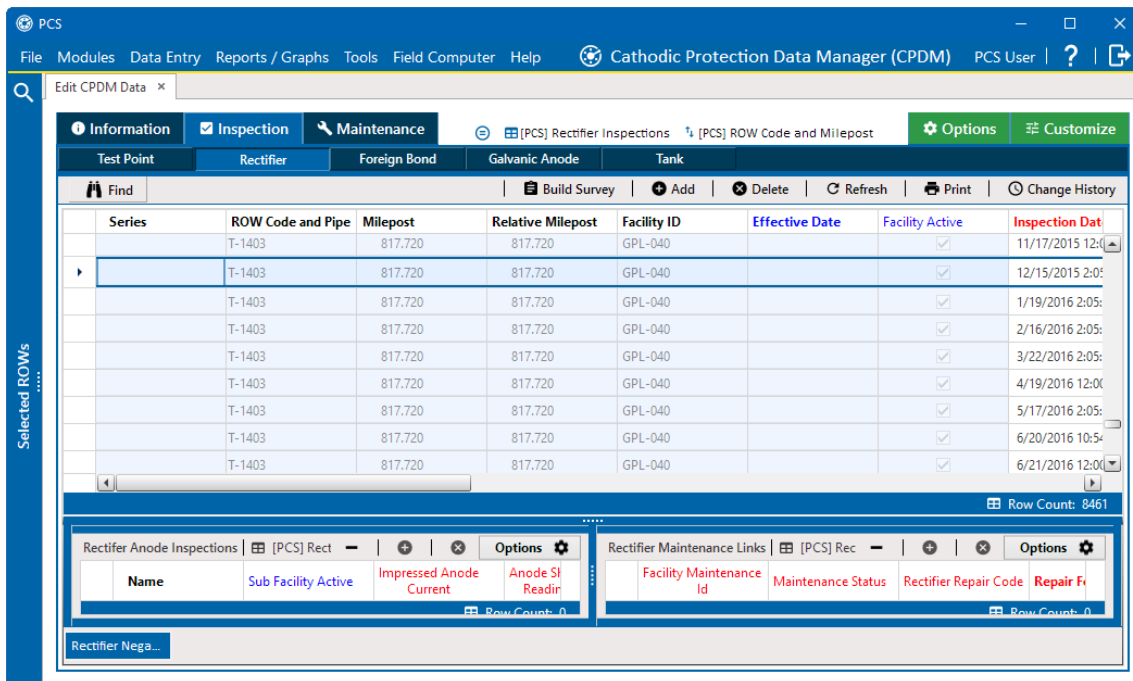 PCS
File Modules Data Entry Reports / Graphs Tools Field Computer Help Cathodic Protection Data Manager (CPDM) PCS User | ? |
Edit CPDM Data ×
Information Inspection Maintenance [PCS] Rectifier Inspections [PCS] ROW Code and Milepost Options Customize
Test Point Rectifier Foreign Bond Galvanic Anode Tank
Find | Build Survey | Add | Delete | Refresh | Print | Change History
Series ROW Code and Pipe Milepost Relative Milepost Facility ID Effective Date Facility Active Inspection Dat
T-1403 817.720 817.720 GPL-040 11/17/2015 12:0
T-1403 817.720 817.720 GPL-040 12/15/2015 2:05
T-1403 817.720 817.720 GPL-040 1/19/2016 2:05:
T-1403 817.720 817.720 GPL-040 2/16/2016 2:05:
T-1403 817.720 817.720 GPL-040 3/22/2016 2:05:
T-1403 817.720 817.720 GPL-040 4/19/2016 12:00
T-1403 817.720 817.720 GPL-040 5/17/2016 2:05:
T-1403 817.720 817.720 GPL-040 6/20/2016 10:54
T-1403 817.720 817.720 GPL-040 6/21/2016 12:00
Selected ROWs
Row Count: 8461
Rectifer Anode Inspections | [PCS] Rect Options
Name Sub Facility Active Impressed Anode Current Anode Sh Readin
Row Count: 0
Rectifier Maintenance Links | [PCS] Rec Options
Facility Maintenance Id Maintenance Status Rectifier Repair Code Repair Fo
Row Count: 0
Rectifier Nega...